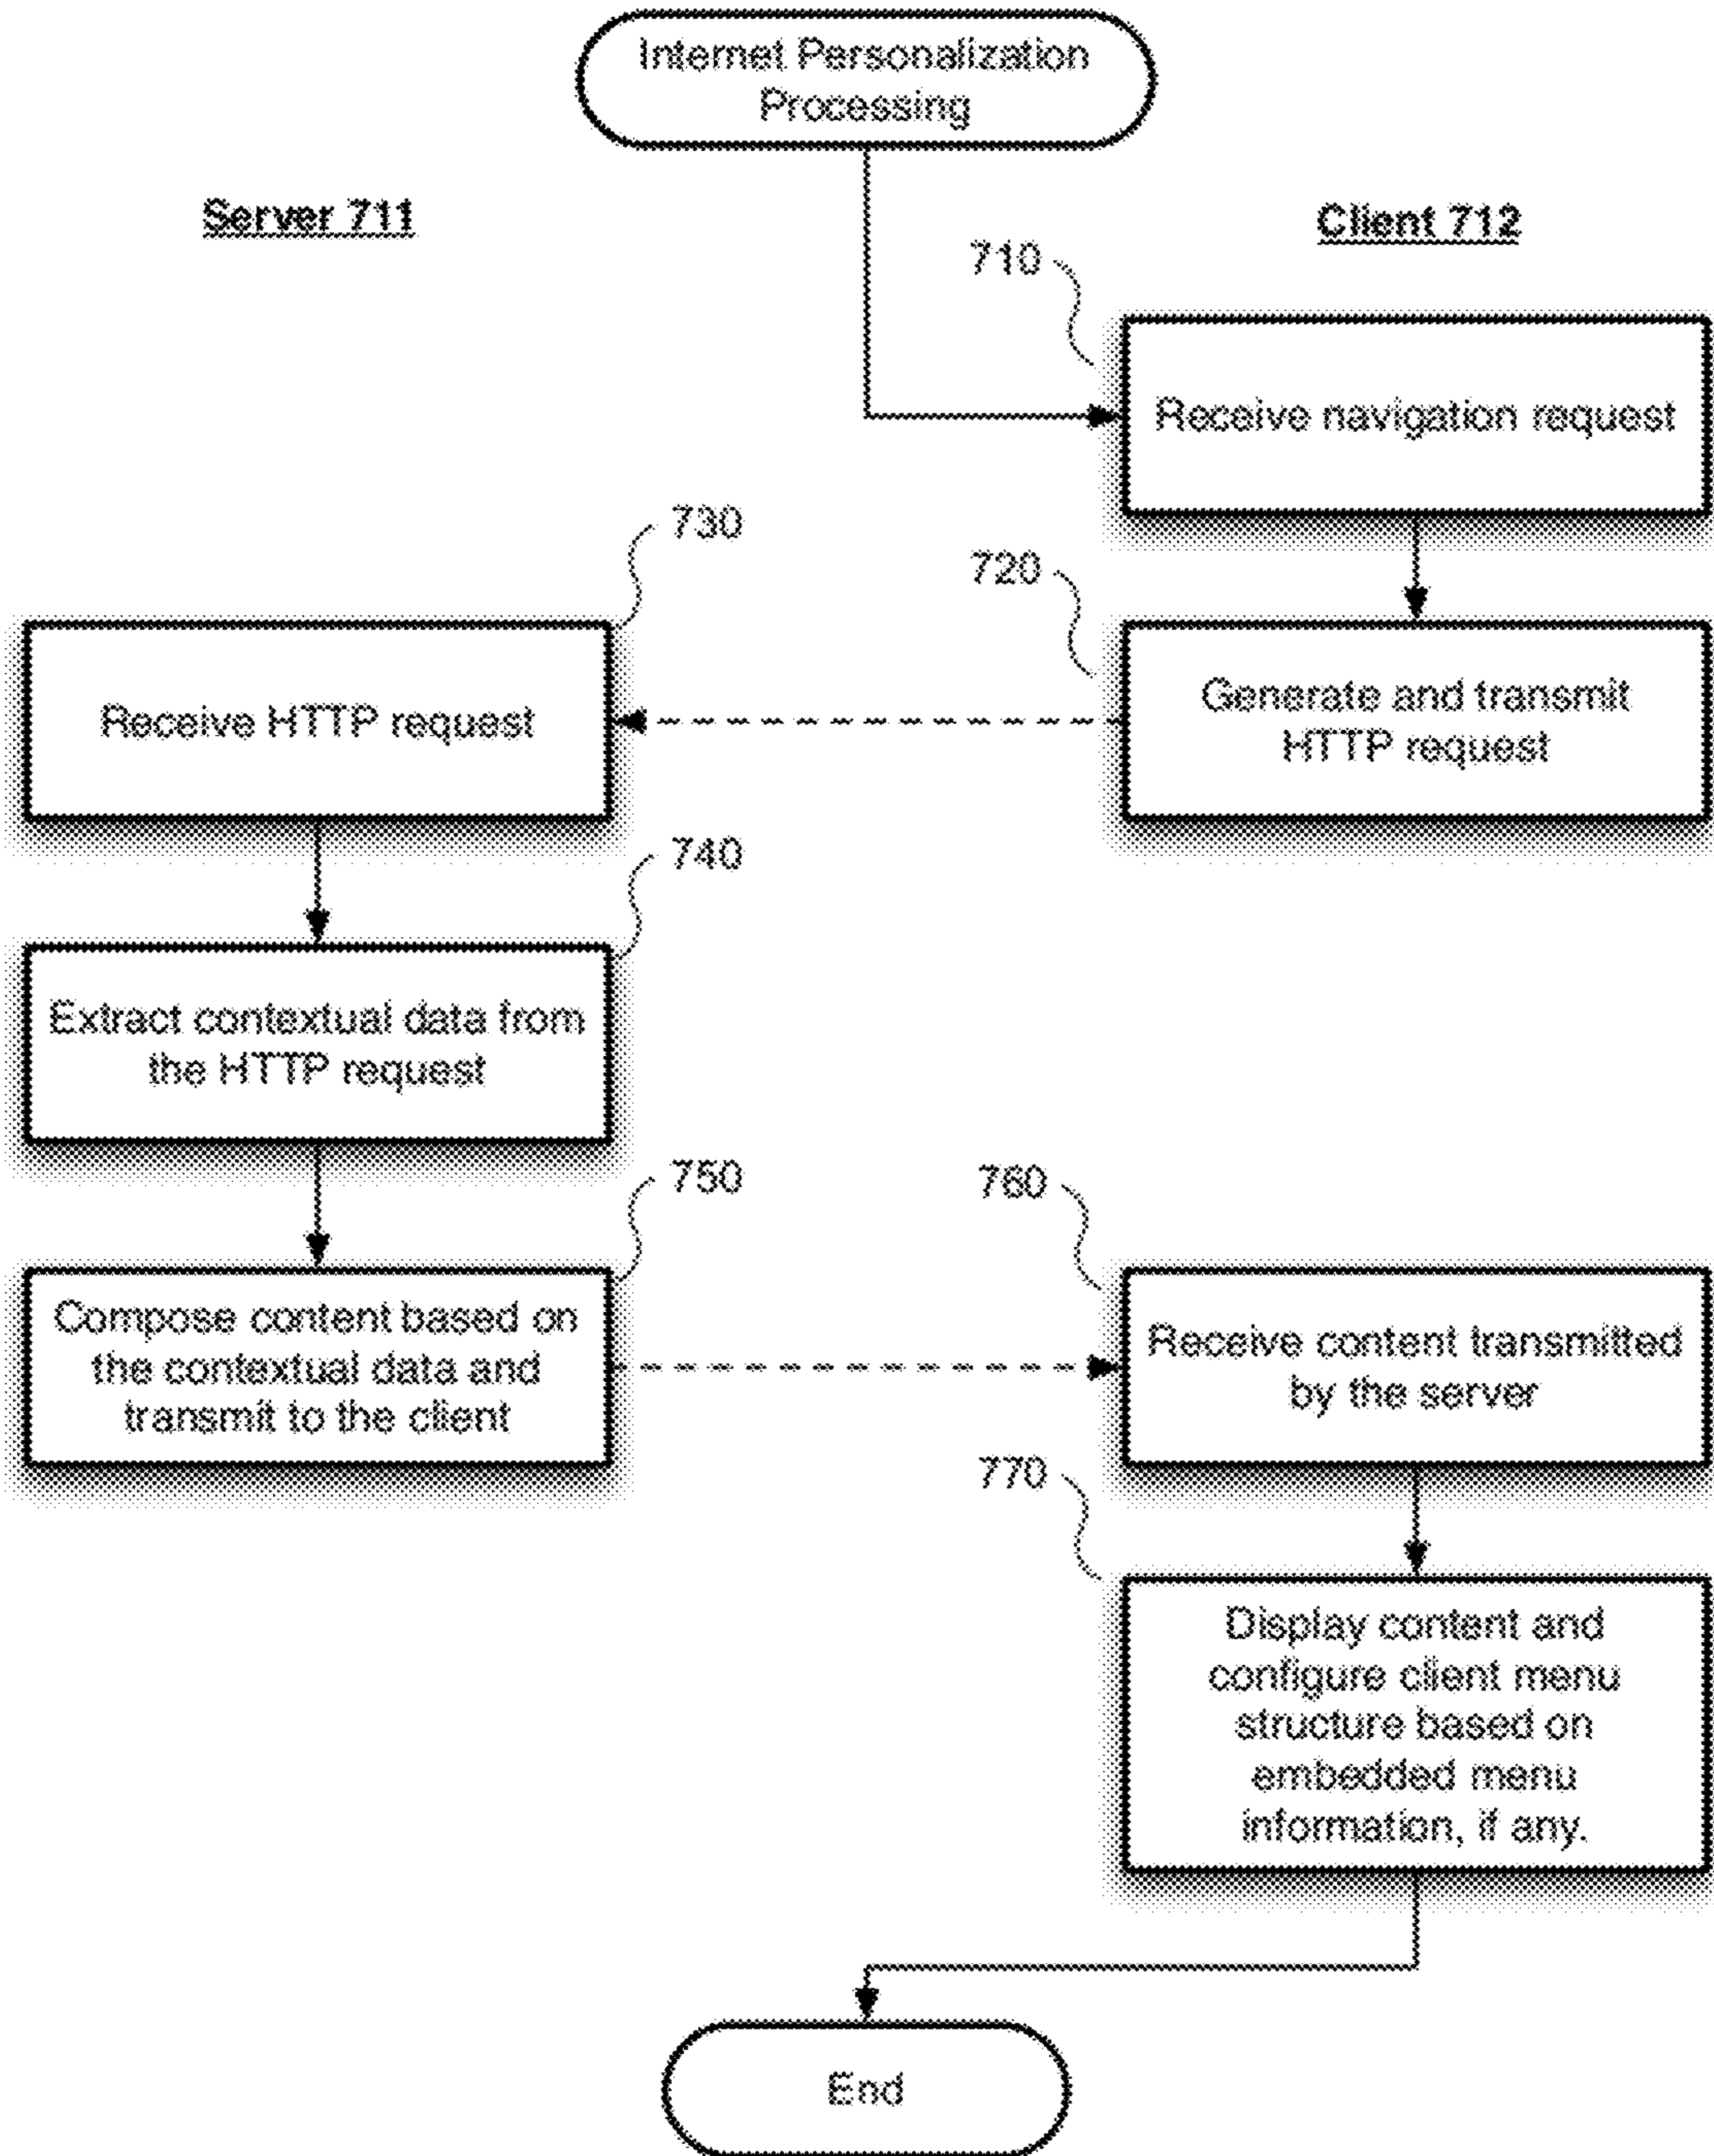 Internet Personalization
Processing
Server 711
Client 712
710
Receive navigation request
730
720
Receive HTTP request
Generate and transmit
HTTP request
740
Extract contextual data from
the HTTP request
750
760
Compose content based on
the contextual data and
transmit to the client
Receive content transmitted
by the server
770
Display content and
configure client menu
structure based on
embedded menu
information, if any.
End